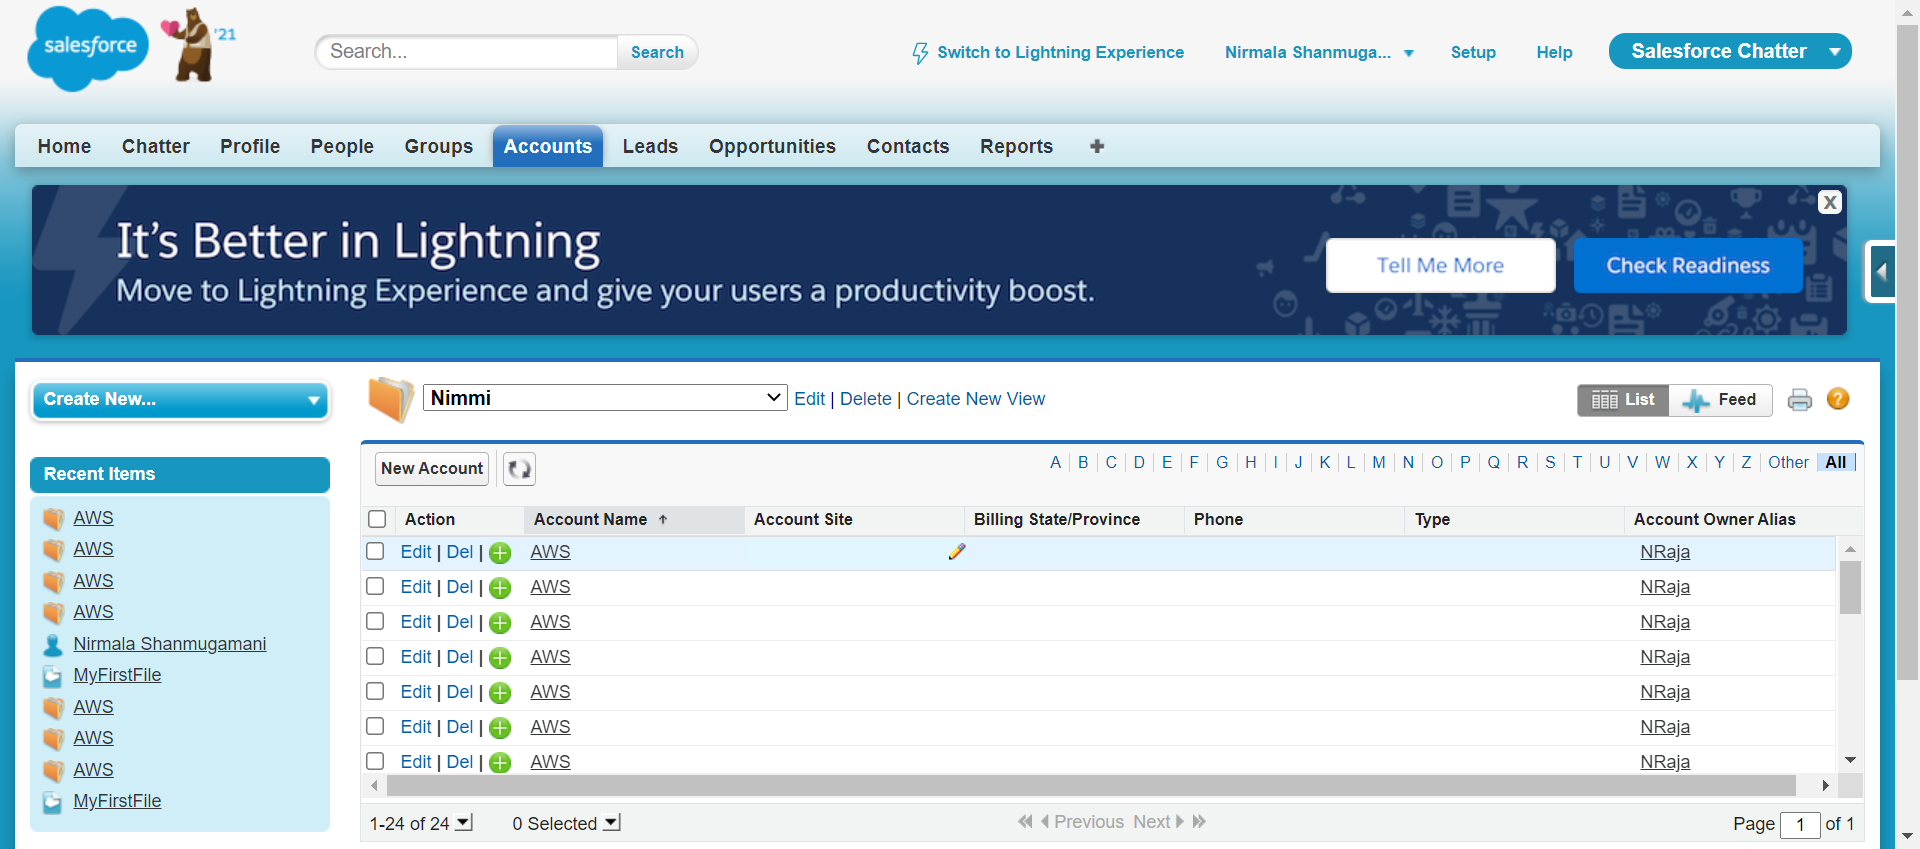 salesforce '21
Search... Search
Switch to Lightning Experience Nirmala Shanmuga... Setup Help Salesforce Chatter
Home Chatter Profile People Groups Accounts Leads Opportunities Contacts Reports
X
It's Better in Lightning
Move to Lightning Experience and give your users a productivity boost.
Tell Me More Check Readiness
Create New...
Recent Items
AWS
AWS
AWS
AWS
Nirmala Shanmugamani
MyFirstFile
AWS
AWS
AWS
MyFirstFile
Nimmi Edit | Delete | Create New View List Feed ?
New Account A B C D E F G H I J K L M N O P Q R S T U V W X Y Z Other All
Action Account Name Account Site Billing State/Province Phone Type Account Owner Alias
Edit | Del | AWS NRaja
Edit | Del | AWS NRaja
Edit | Del | AWS NRaja
Edit | Del | AWS NRaja
Edit | Del | AWS NRaja
Edit | Del | AWS NRaja
Edit | Del | AWS NRaja
1-24 of 24 0 Selected Previous Next Page 1 of 1